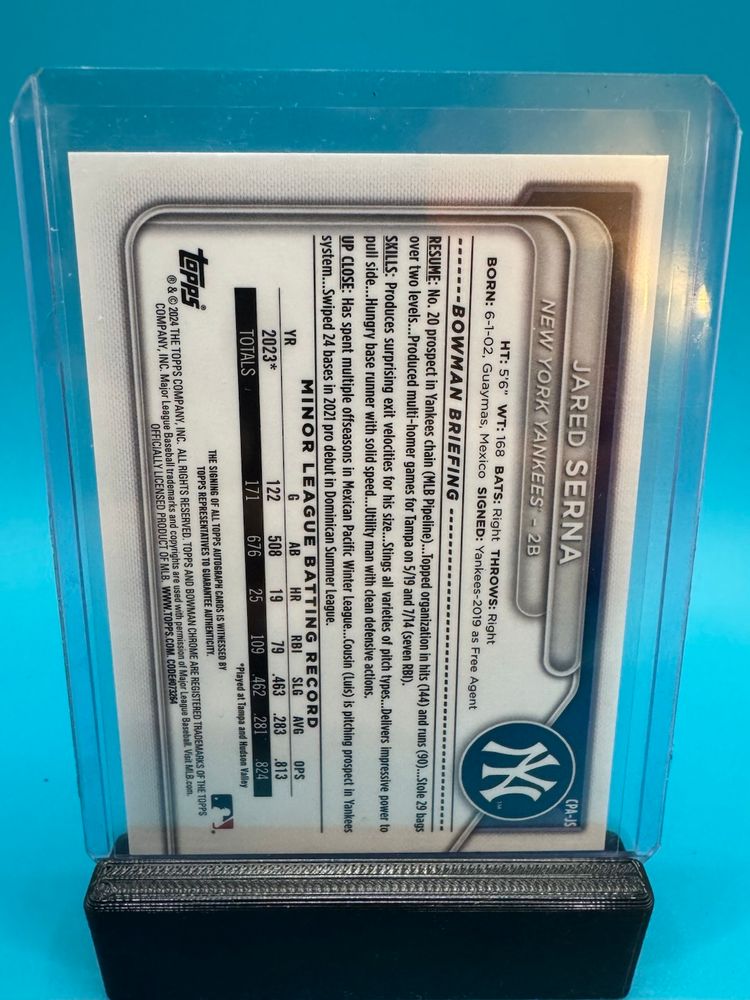 CPA-JS
JARED SERNA
NEW YORK YANKEES® - 2B
NY™
HT: 5'6" WT: 168 BATS: Right THROWS: Right
BORN: 6-1-02, Guaymas, Mexico SIGNED: Yankees-2019 as Free Agent
BOWMAN BRIEFING
RESUME: No. 20 prospect in Yankees chain (MLB Pipeline)...Topped organization in hits (144) and runs (90)...Stole 29 bags
over two levels...Produced multi-homer games for Tampa on 5/19 and 7/14 (seven RBI).
SKILLS: Produces surprising exit velocities for his size...Stings all varieties of pitch types...Delivers impressive power to
pull side...Hungry base runner with solid speed...Utility man with clean defensive actions.
UP CLOSE: Has spent multiple offseasons in Mexican Pacific Winter League...Cousin (Luis) is pitching prospect in Yankees
system...Swiped 24 bases in 2021 pro debut in Dominican Summer League.
MINOR LEAGUE BATTING RECORD
YR G AB HR RBI SLG AVG OPS
2023* 122 508 19 79 .463 .283 .813
TOTALS 171 676 25 109 .462 .281 .824
*Played at Tampa and Hudson Valley
THE SIGNING OF ALL TOPPS AUTOGRAPH CARDS IS WITNESSED BY
TOPPS REPRESENTATIVES TO GUARANTEE AUTHENTICITY.
topps®
® & © 2024 THE TOPPS COMPANY, INC. ALL RIGHTS RESERVED. TOPPS AND BOWMAN CHROME ARE REGISTERED TRADEMARKS OF THE TOPPS
COMPANY, INC. Major League Baseball trademarks and copyrights are used with permission of Major League Baseball. Visit MLB.com.
OFFICIALLY LICENSED PRODUCT OF MLB. WWW.TOPPS.COM. CODE#073264